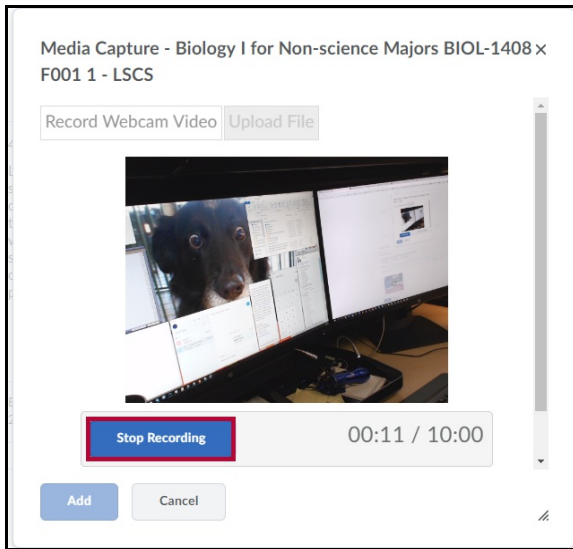 Media Capture - Biology I for Non-science Majors BIOL-1408 ×
F001 1 - LSCS
Record Webcam Video Upload File
Stop Recording 00:11 / 10:00
Add Cancel